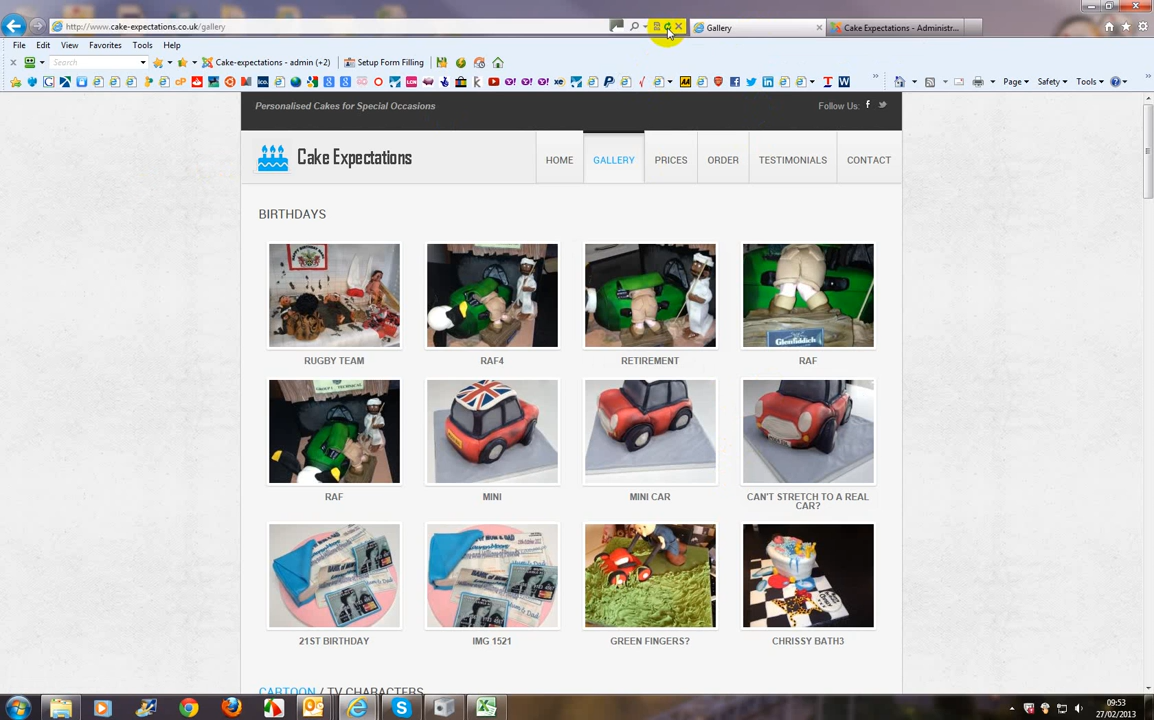 http://www.cake-expectations.co.uk/gallery
Gallery
Cake Expectations - Administr...
File Edit View Favorites Tools Help
Search
Cake-expectations - admin (+2)
Setup Form Filling
Page
Safety
Tools
Personalised Cakes for Special Occasions
Follow Us:
Cake Expectations
HOME
GALLERY
PRICES
ORDER
TESTIMONIALS
CONTACT
BIRTHDAYS
Glenfiddich
RUGBY TEAM
RAF4
RETIREMENT
RAF
RAF
MINI
MINI CAR
CAN'T STRETCH TO A REAL
CAR?
21ST BIRTHDAY
IMG 1521
GREEN FINGERS?
CHRISSY BATH3
CARTOON / TV CHARACTERS
09:53
27/02/2013